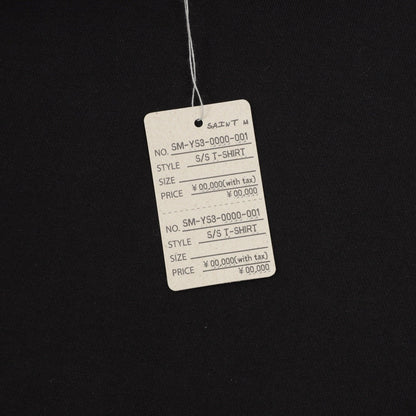 SAINT M
NO. SM-YS3-0000-001
STYLE S/S T-SHIRT
SIZE
PRICE ¥00,000(with tax)
¥00,000
NO. SM-YS3-0000-001
STYLE S/S T-SHIRT
SIZE
PRICE ¥00,000(with tax)
¥00,000